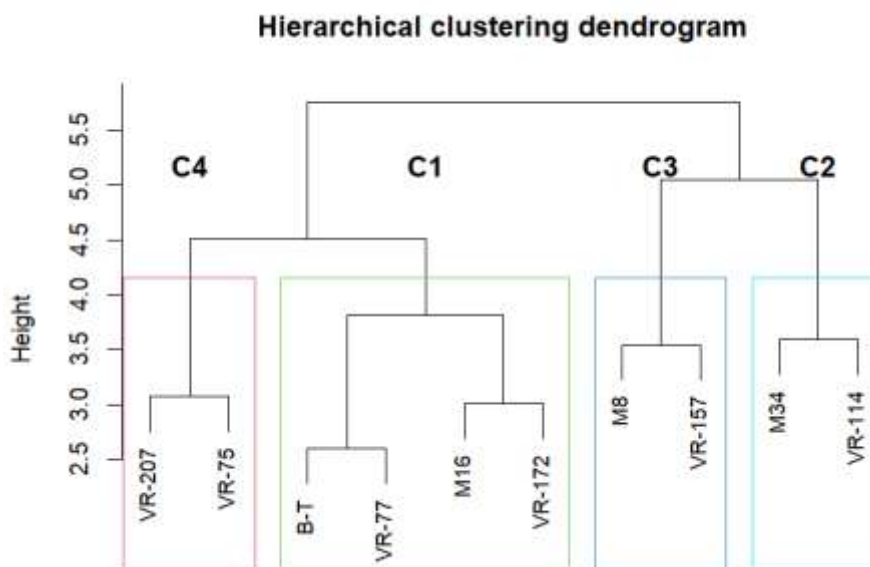 Hierarchical clustering dendrogram
Height
5.5
5.0
4.5
4.0
3.5
3.0
2.5
C4
C1
C3
C2
VR-207
VR-75
B-T
VR-77
M16
VR-172
M8
VR-157
M34
VR-114